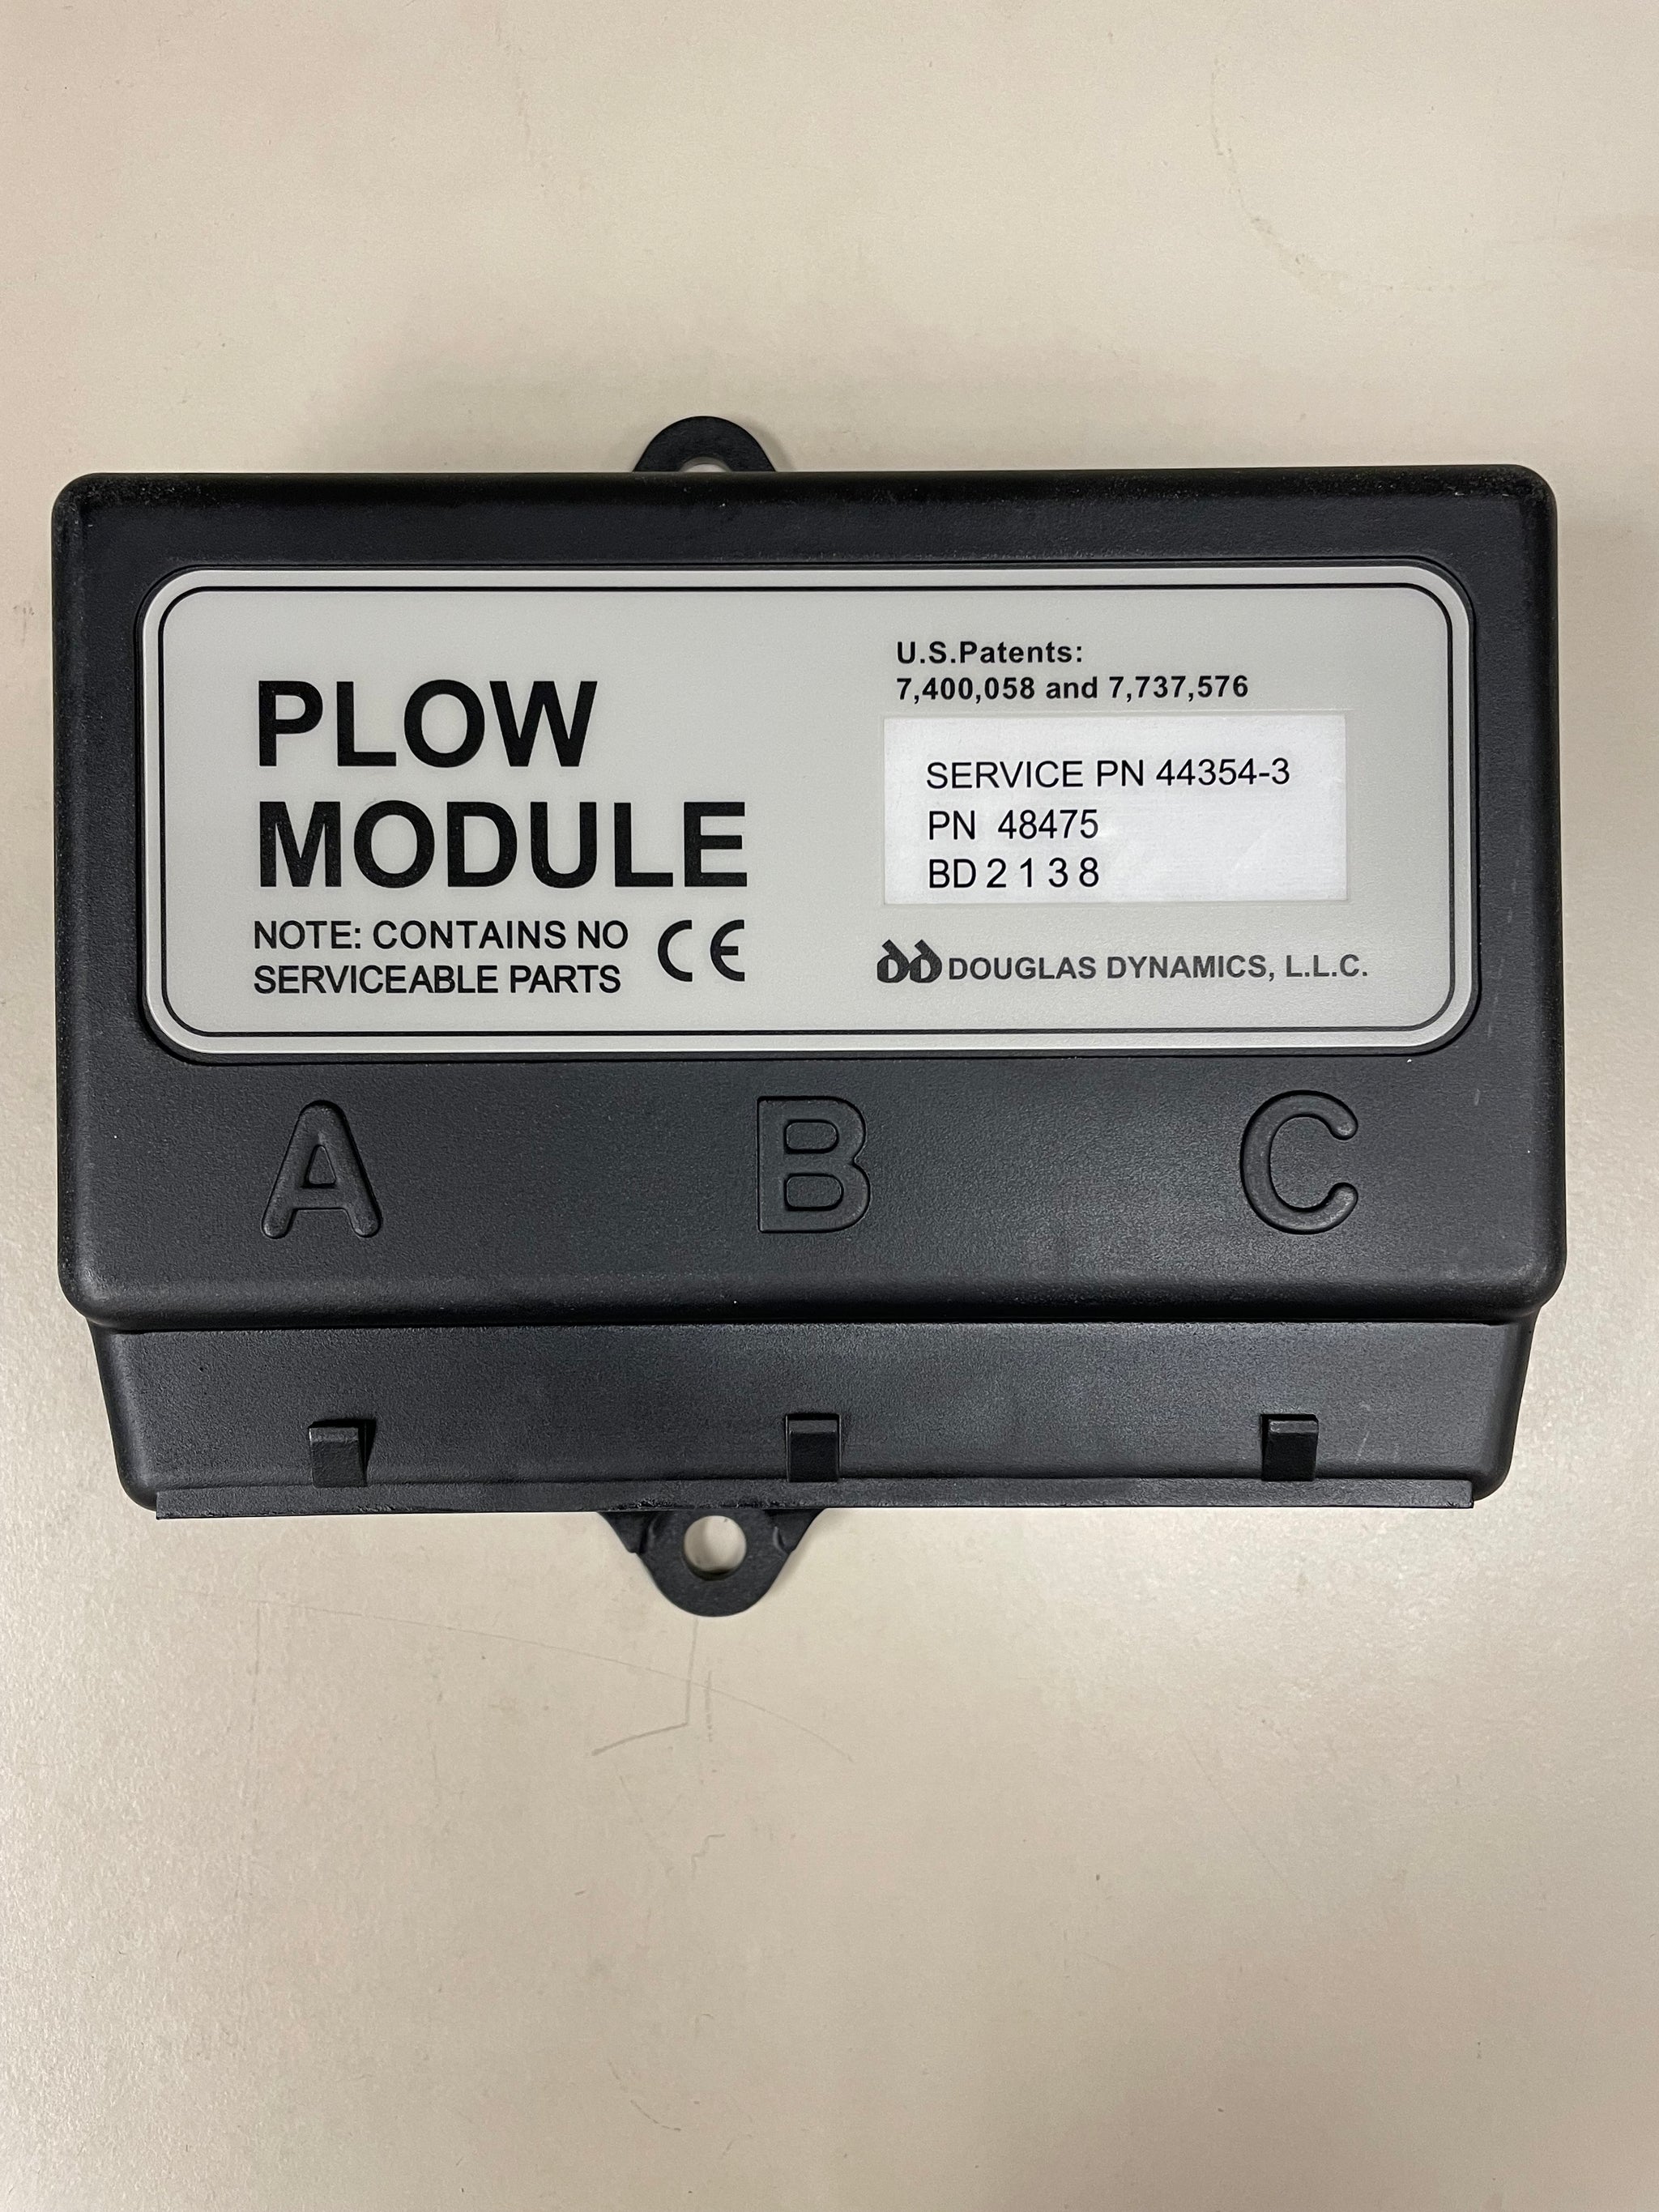 PLOW
MODULE
NOTE: CONTAINS NO
SERVICEABLE PARTS
CE
U.S.Patents:
7,400,058 and 7,737,576
SERVICE PN 44354-3
PN 48475
BD 2 1 3 8
DOUGLAS DYNAMICS, L.L.C.
A B C